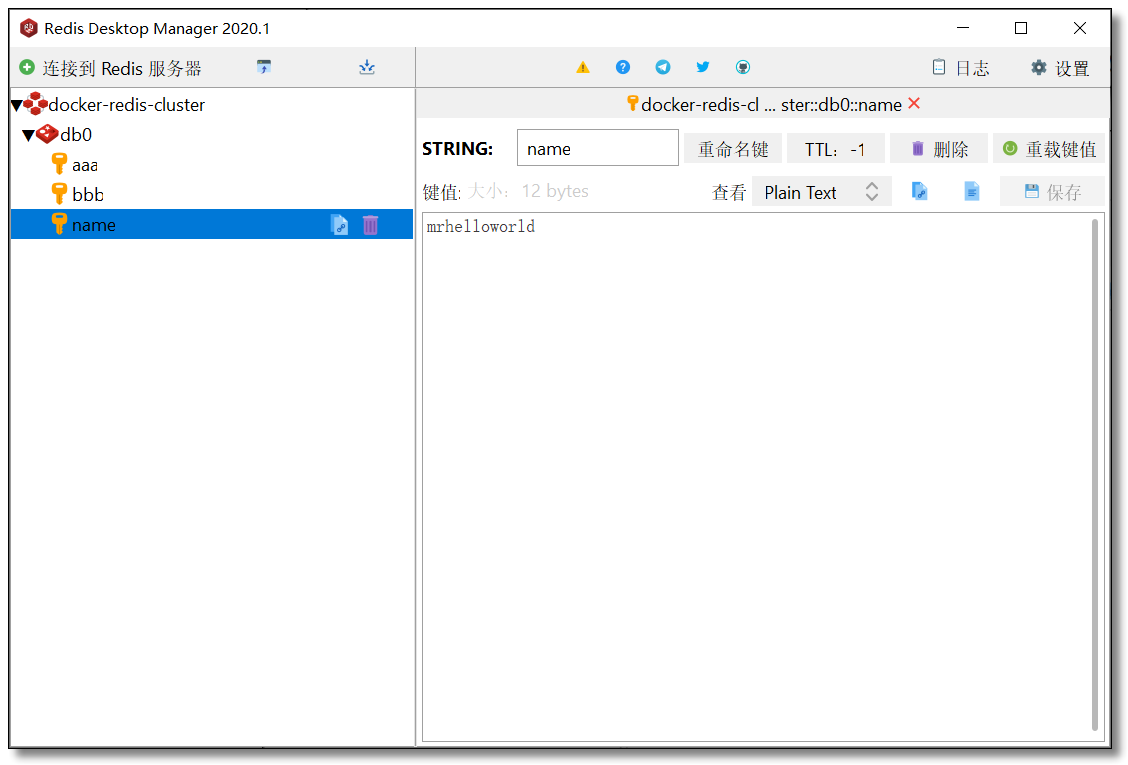 Redis Desktop Manager 2020.1
连接到 Redis 服务器
日志
设置
docker-redis-cluster
db0
aaa
bbb
name
docker-redis-cl ... ster::db0::name
STRING: name 重命名键 TTL: -1 删除 重载键值
键值: 大小: 12 bytes 查看 Plain Text 保存
mrhelloworld